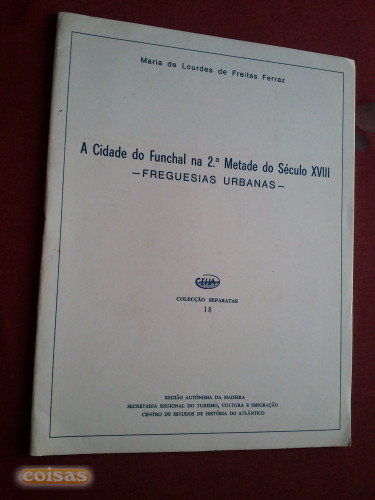 Maria de Lourdes de Freitas Ferraz
A Cidade do Funchal na 2.ª Metade do Século XVIII
—FREGUESIAS URBANAS—
CEHA
COLECÇÃO SEPARATAS
18
REGIÃO AUTÓNOMA DA MADEIRA
SECRETARIA REGIONAL DO TURISMO, CULTURA E EMIGRAÇÃO
CENTRO DE ESTUDOS DE HISTÓRIA DO ATLÂNTICO
coisas